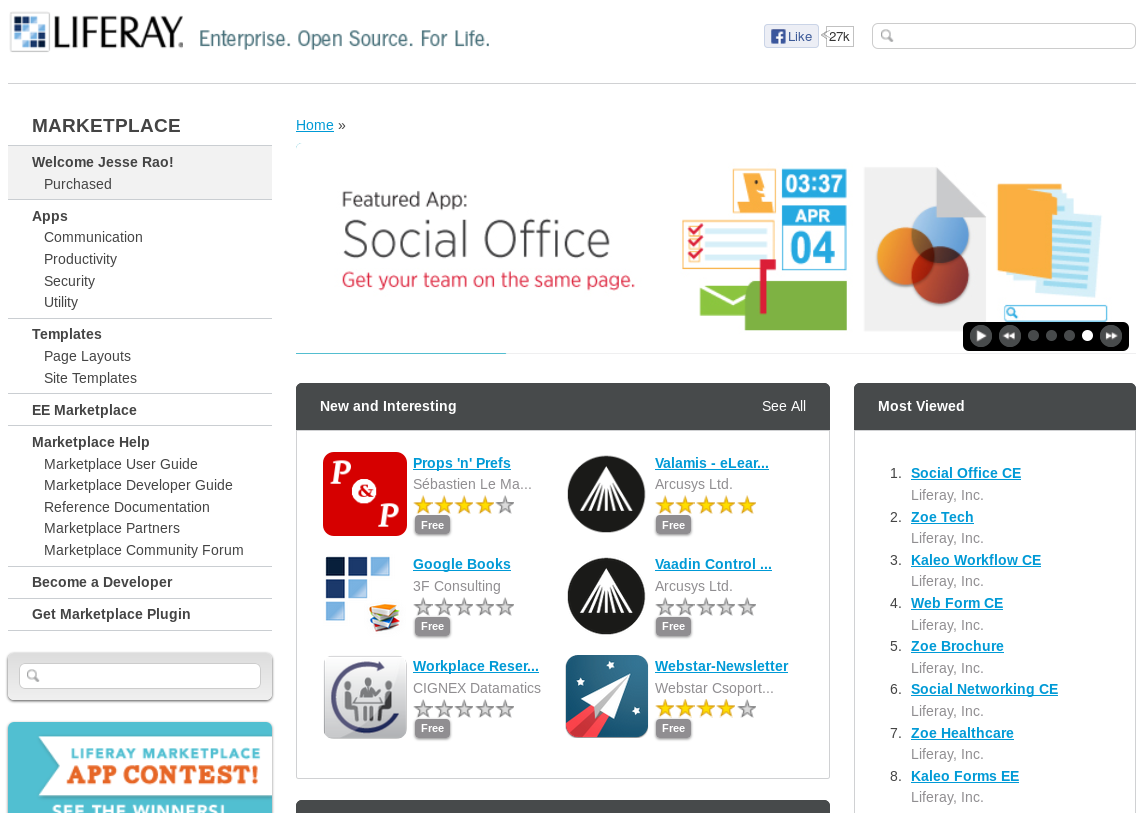 LIFERAY. Enterprise. Open Source. For Life.
Like 27k
MARKETPLACE
Welcome Jesse Rao!
Purchased
Apps
Communication
Productivity
Security
Utility
Templates
Page Layouts
Site Templates
EE Marketplace
Marketplace Help
Marketplace User Guide
Marketplace Developer Guide
Reference Documentation
Marketplace Partners
Marketplace Community Forum
Become a Developer
Get Marketplace Plugin
LIFERAY MARKETPLACE
APP CONTEST!
SEE THE WINNERS!
Home »
Featured App:
Social Office
Get your team on the same page.
03:37
APR
04
New and Interesting See All
P & P
Props 'n' Prefs
Sébastien Le Ma...
Free
Valamis - eLear...
Arcusys Ltd.
Free
Google Books
3F Consulting
Free
Vaadin Control ...
Arcusys Ltd.
Free
Workplace Reser...
CIGNEX Datamatics
Free
Webstar-Newsletter
Webstar Csoport...
Free
Most Viewed
1. Social Office CE
Liferay, Inc.
2. Zoe Tech
Liferay, Inc.
3. Kaleo Workflow CE
Liferay, Inc.
4. Web Form CE
Liferay, Inc.
5. Zoe Brochure
Liferay, Inc.
6. Social Networking CE
Liferay, Inc.
7. Zoe Healthcare
Liferay, Inc.
8. Kaleo Forms EE
Liferay, Inc.